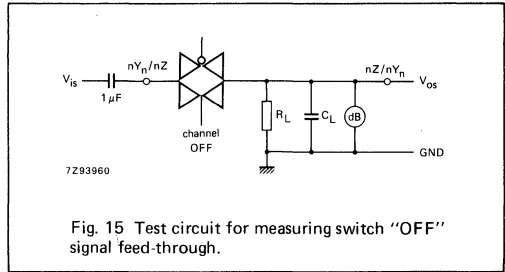 nYn/nZ
nZ/nYn
Vis
Vos
1 μF
RL
CL
dB
channel
OFF
GND
7Z93960
Fig. 15 Test circuit for measuring switch "OFF"
signal feed-through.